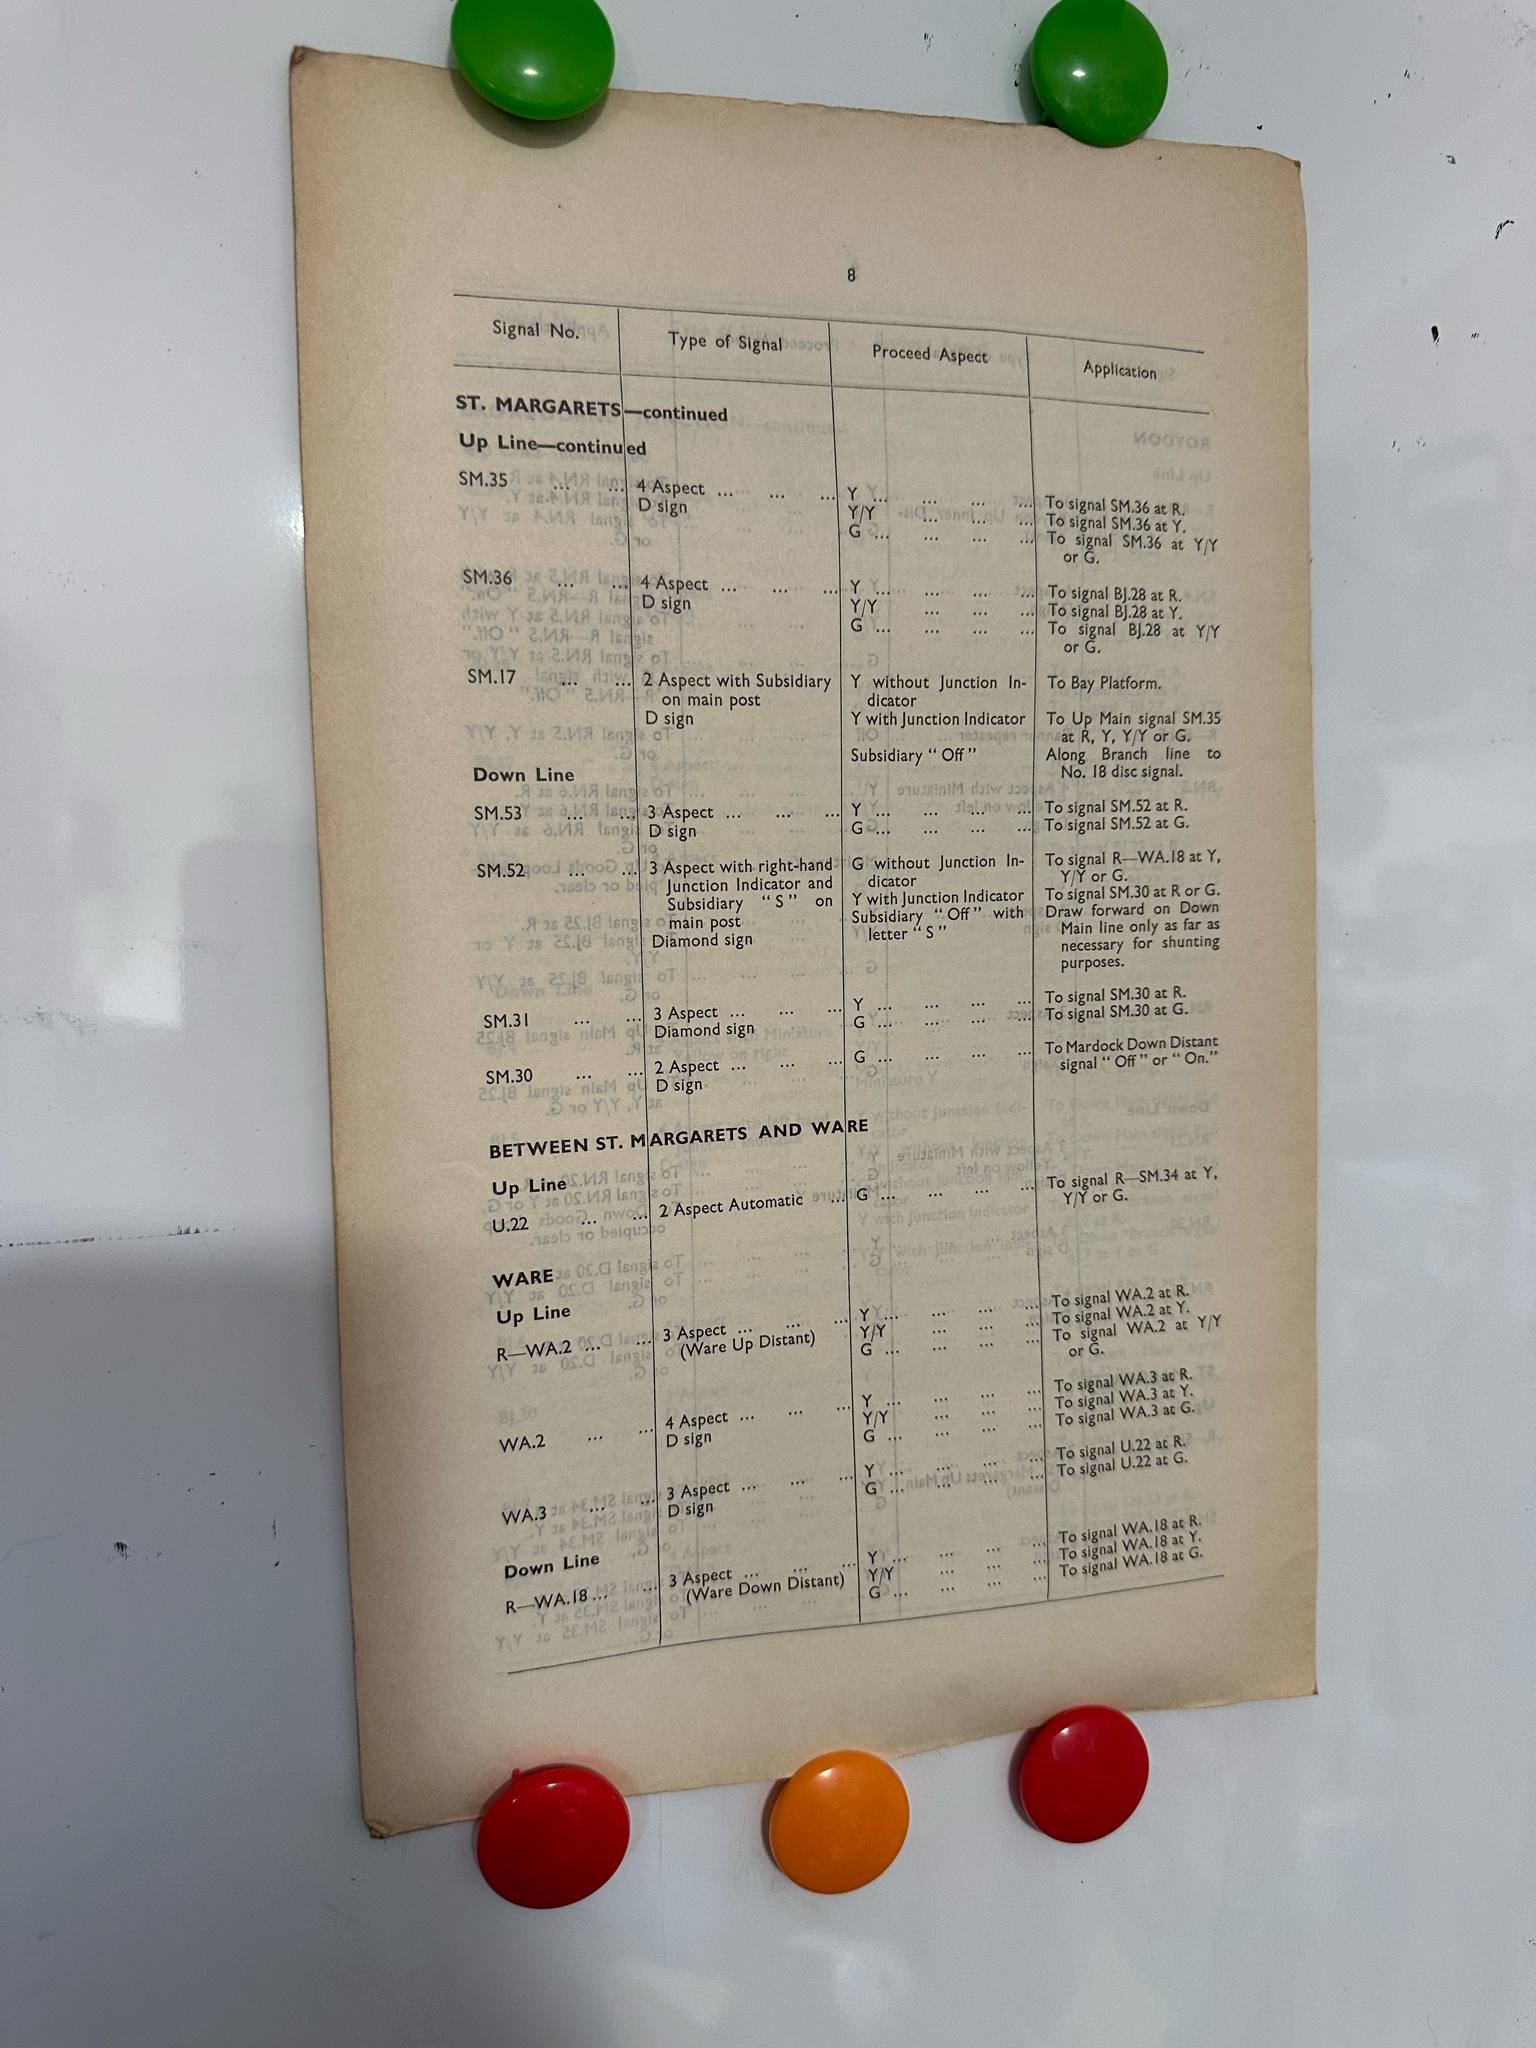 8
Signal No. Type of Signal Proceed Aspect Application
ST. MARGARETS—continued
Up Line—continued
SM.35 ... ... 4 Aspect ... ... ... Y ... ... ... ... To signal SM.36 at R.
D sign Y/Y ... ... ... To signal SM.36 at Y.
G ... ... ... ... To signal SM.36 at Y/Y
or G.
SM.36 ... ... 4 Aspect ... ... ... Y ... ... ... ... To signal BJ.28 at R.
D sign Y/Y ... ... ... To signal BJ.28 at Y.
G ... ... ... ... To signal BJ.28 at Y/Y
or G.
SM.17 ... ... 2 Aspect with Subsidiary Y without Junction In- To Bay Platform.
on main post dicator
D sign Y with Junction Indicator To Up Main signal SM.35
at R, Y, Y/Y or G.
Subsidiary “ Off ” Along Branch line to
No. 18 disc signal.
Down Line
SM.53 ... ... 3 Aspect ... ... ... Y ... ... ... ... To signal SM.52 at R.
D sign G ... ... ... ... To signal SM.52 at G.
SM.52 ... ... 3 Aspect with right-hand G without Junction In- To signal R—WA.18 at Y,
Junction Indicator and dicator Y/Y or G.
Subsidiary “ S ” on Y with Junction Indicator To signal SM.30 at R or G.
main post Subsidiary “ Off ” with Draw forward on Down
Diamond sign letter “ S ” Main line only as far as
necessary for shunting
purposes.
SM.31 ... ... 3 Aspect ... ... ... Y ... ... ... ... To signal SM.30 at R.
Diamond sign G ... ... ... ... To signal SM.30 at G.
SM.30 ... ... 2 Aspect ... ... ... G ... ... ... ... To Mardock Down Distant
D sign signal “ Off ” or “ On.”
BETWEEN ST. MARGARETS AND WARE
Up Line
U.22 ... ... 2 Aspect Automatic ... G ... ... ... ... To signal R—SM.34 at Y,
Y/Y or G.
WARE
Up Line
R—WA.2 ... ... 3 Aspect ... ... ... Y ... ... ... ... To signal WA.2 at R.
(Ware Up Distant) Y/Y ... ... ... To signal WA.2 at Y.
G ... ... ... ... To signal WA.2 at Y/Y
or G.
WA.2 ... ... 4 Aspect ... ... ... Y ... ... ... ... To signal WA.3 at R.
D sign Y/Y ... ... ... To signal WA.3 at Y.
G ... ... ... ... To signal WA.3 at G.
WA.3 ... ... 3 Aspect ... ... ... Y ... ... ... ... To signal U.22 at R.
D sign G ... ... ... ... To signal U.22 at G.
Down Line
R—WA.18 ... ... 3 Aspect ... ... ... Y ... ... ... ... To signal WA.18 at R.
(Ware Down Distant) Y/Y ... ... ... To signal WA.18 at Y.
G ... ... ... ... To signal WA.18 at G.